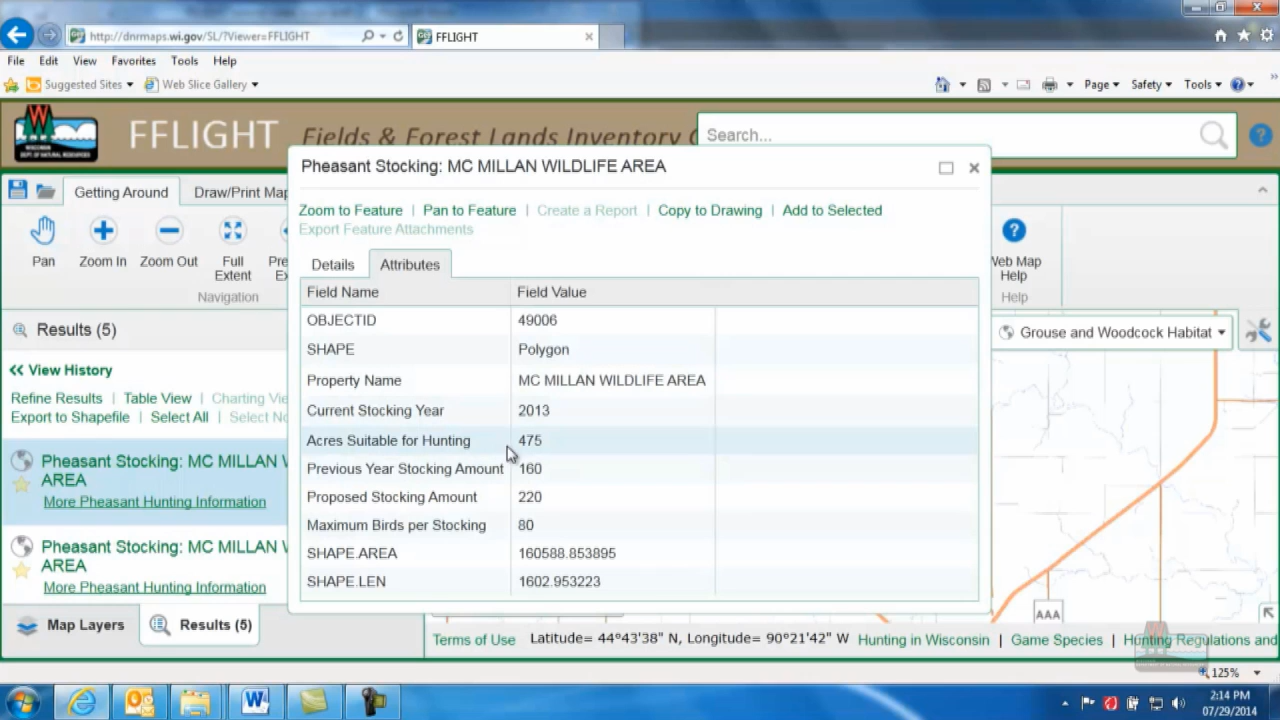 http://dnrmaps.wi.gov/SL/?Viewer=FFLIGHT
FFLIGHT
File Edit View Favorites Tools Help
Suggested Sites Web Slice Gallery
Page Safety Tools
WISCONSIN
DEPT. OF NATURAL RESOURCES
FFLIGHT Fields & Forest Lands Inventory
Search...
Pheasant Stocking: MC MILLAN WILDLIFE AREA
Getting Around Draw/Print Map
Zoom to Feature | Pan to Feature | Create a Report | Copy to Drawing | Add to Selected
Export Feature Attachments
Pan Zoom In Zoom Out Full Extent
Navigation
Web Map Help
Help
Details Attributes
Field Name Field Value
OBJECTID 49006
SHAPE Polygon
Property Name MC MILLAN WILDLIFE AREA
Current Stocking Year 2013
Acres Suitable for Hunting 475
Previous Year Stocking Amount 160
Proposed Stocking Amount 220
Maximum Birds per Stocking 80
SHAPE.AREA 160588.853895
SHAPE.LEN 1602.953223
Results (5)
Grouse and Woodcock Habitat
<< View History
Refine Results | Table View | Charting Vie
Export to Shapefile | Select All | Select No
Pheasant Stocking: MC MILLAN W
AREA
More Pheasant Hunting Information
Pheasant Stocking: MC MILLAN W
AREA
More Pheasant Hunting Information
Map Layers Results (5)
AAA
Terms of Use Latitude= 44°43'38" N, Longitude= 90°21'42" W Hunting in Wisconsin | Game Species | Hunting Regulations and
125%
2:14 PM
07/29/2014